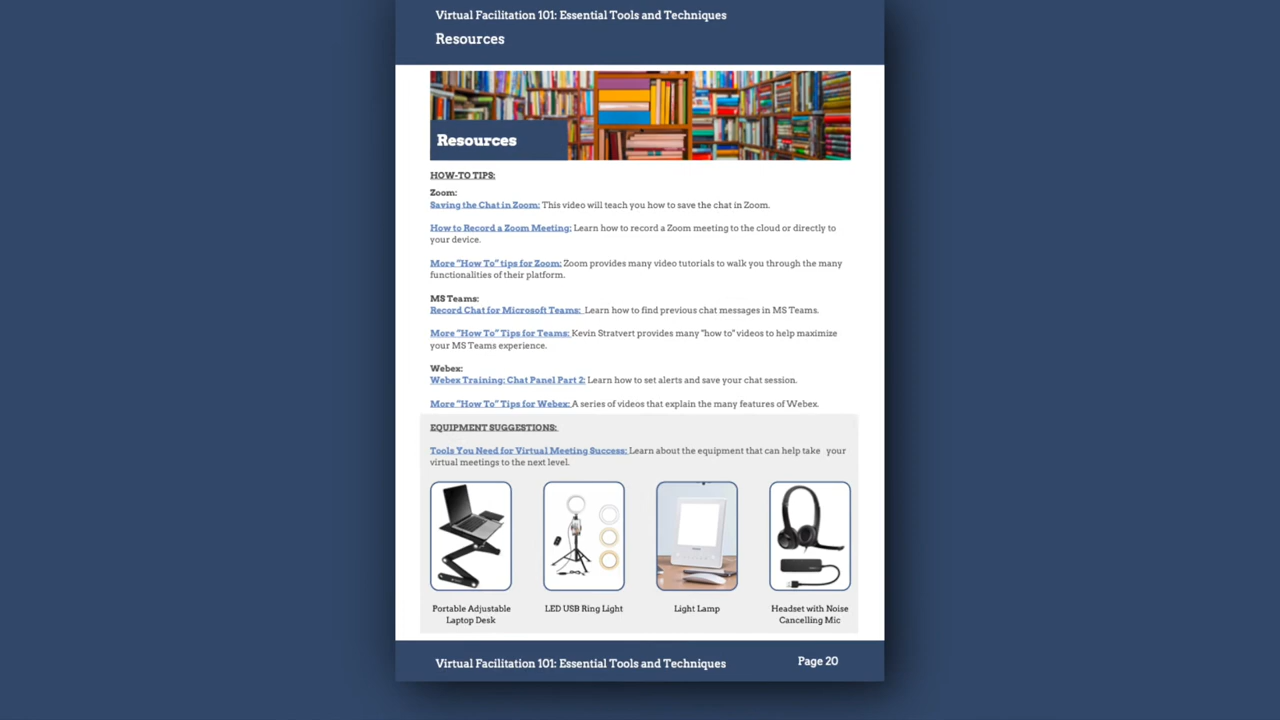 Virtual Facilitation 101: Essential Tools and Techniques
Resources
Resources
HOW-TO TIPS:
Zoom:
Saving the Chat in Zoom: This video will teach you how to save the chat in Zoom.
How to Record a Zoom Meeting: Learn how to record a Zoom meeting to the cloud or directly to
your device.
More "How To" tips for Zoom: Zoom provides many video tutorials to walk you through the many
functionalities of their platform.
MS Teams:
Record Chat for Microsoft Teams: Learn how to find previous chat messages in MS Teams.
More "How To" Tips for Teams: Kevin Stratvert provides many "how to" videos to help maximize
your MS Teams experience.
Webex:
Webex Training: Chat Panel Part 2: Learn how to set alerts and save your chat session.
More "How To" Tips for Webex: A series of videos that explain the many features of Webex.
EQUIPMENT SUGGESTIONS:
Tools You Need for Virtual Meeting Success: Learn about the equipment that can help take your
virtual meetings to the next level.
Portable Adjustable
Laptop Desk
LED USB Ring Light
Light Lamp
Headset with Noise
Cancelling Mic
Virtual Facilitation 101: Essential Tools and Techniques
Page 20